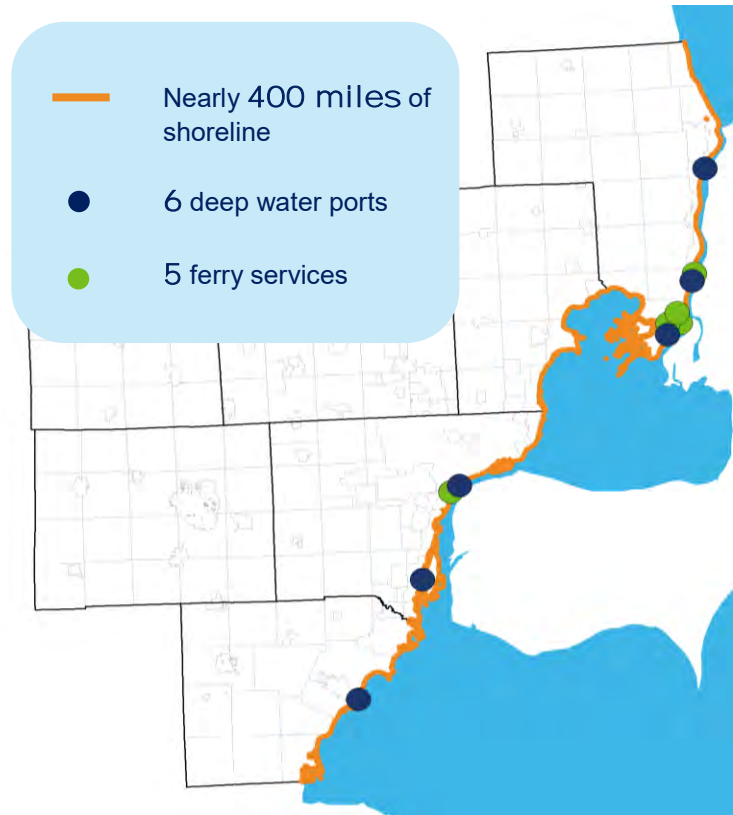 Nearly 400 miles of
shoreline
6 deep water ports
5 ferry services